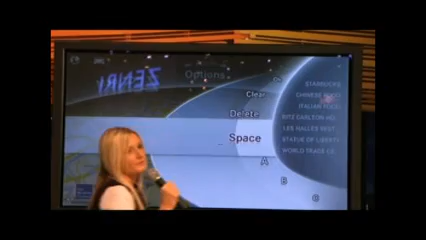 ZENRI
Options
Clear
Delete
Space
A
B
STARBUCKS
CHINESE FOOD
ITALIAN FOOD
RITZ CARLTON HO
LES HALLES REST
STATUE OF LIBERTY
WORLD TRADE CE